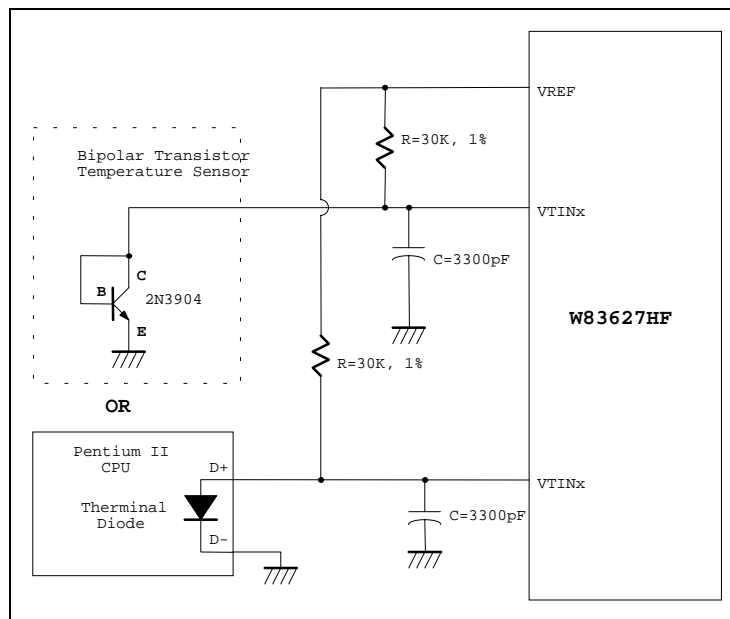 VREF
R=30K, 1%
Bipolar Transistor
Temperature Sensor
VTINx
C=3300pF
C
B
2N3904
E
W83627HF
R=30K, 1%
OR
Pentium II
CPU
D+
VTINx
Therminal
Diode
C=3300pF
D-